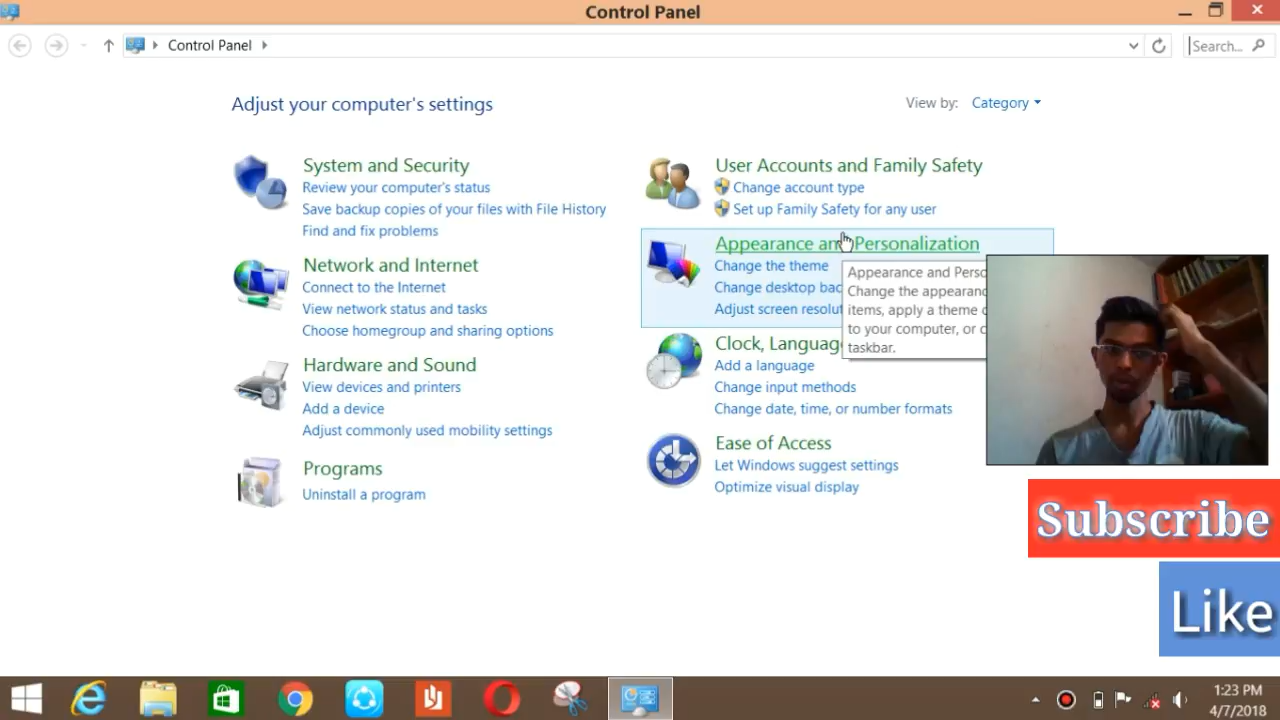 Control Panel
Control Panel
Search...
Adjust your computer's settings
View by: Category
System and Security
Review your computer's status
Save backup copies of your files with File History
Find and fix problems
Network and Internet
Connect to the Internet
View network status and tasks
Choose homegroup and sharing options
Hardware and Sound
View devices and printers
Add a device
Adjust commonly used mobility settings
Programs
Uninstall a program
User Accounts and Family Safety
Change account type
Set up Family Safety for any user
Appearance and Personalization
Change the theme
Change desktop
Adjust screen
Appearance and
Change the
items, apply a theme
to your computer, or
taskbar.
Clock,
Add a language
Change input methods
Change date, time, or number formats
Ease of Access
Let Windows suggest settings
Optimize visual display
Subscribe
Like
1:23 PM
4/7/2018